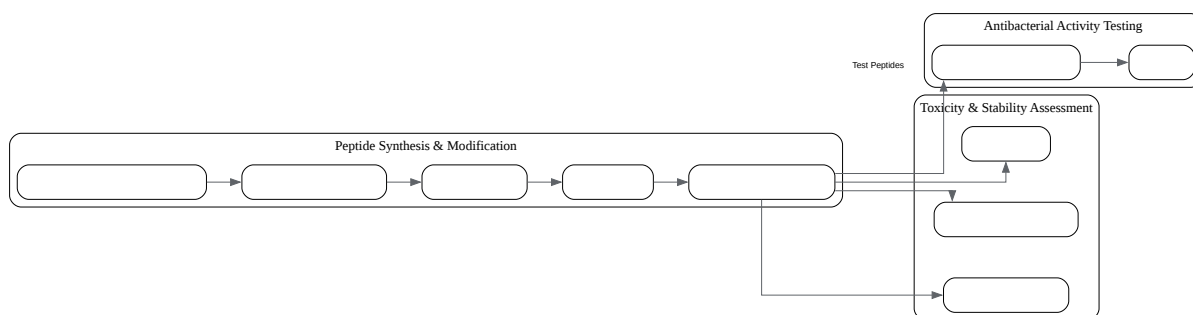 Antibacterial Activity Testing
Test Peptides
Toxicity & Stability Assessment
Peptide Synthesis & Modification